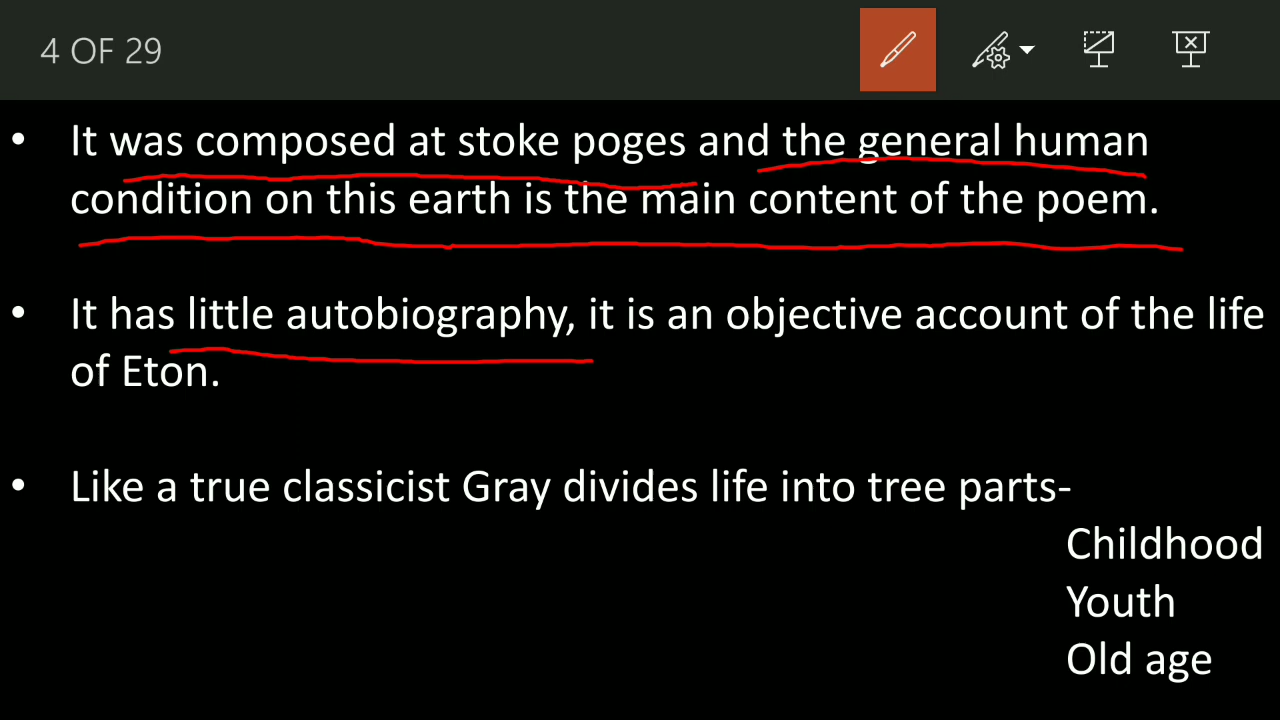 4 OF 29
• It was composed at stoke poges and the general human
condition on this earth is the main content of the poem.
• It has little autobiography, it is an objective account of the life
of Eton.
• Like a true classicist Gray divides life into tree parts-
Childhood
Youth
Old age